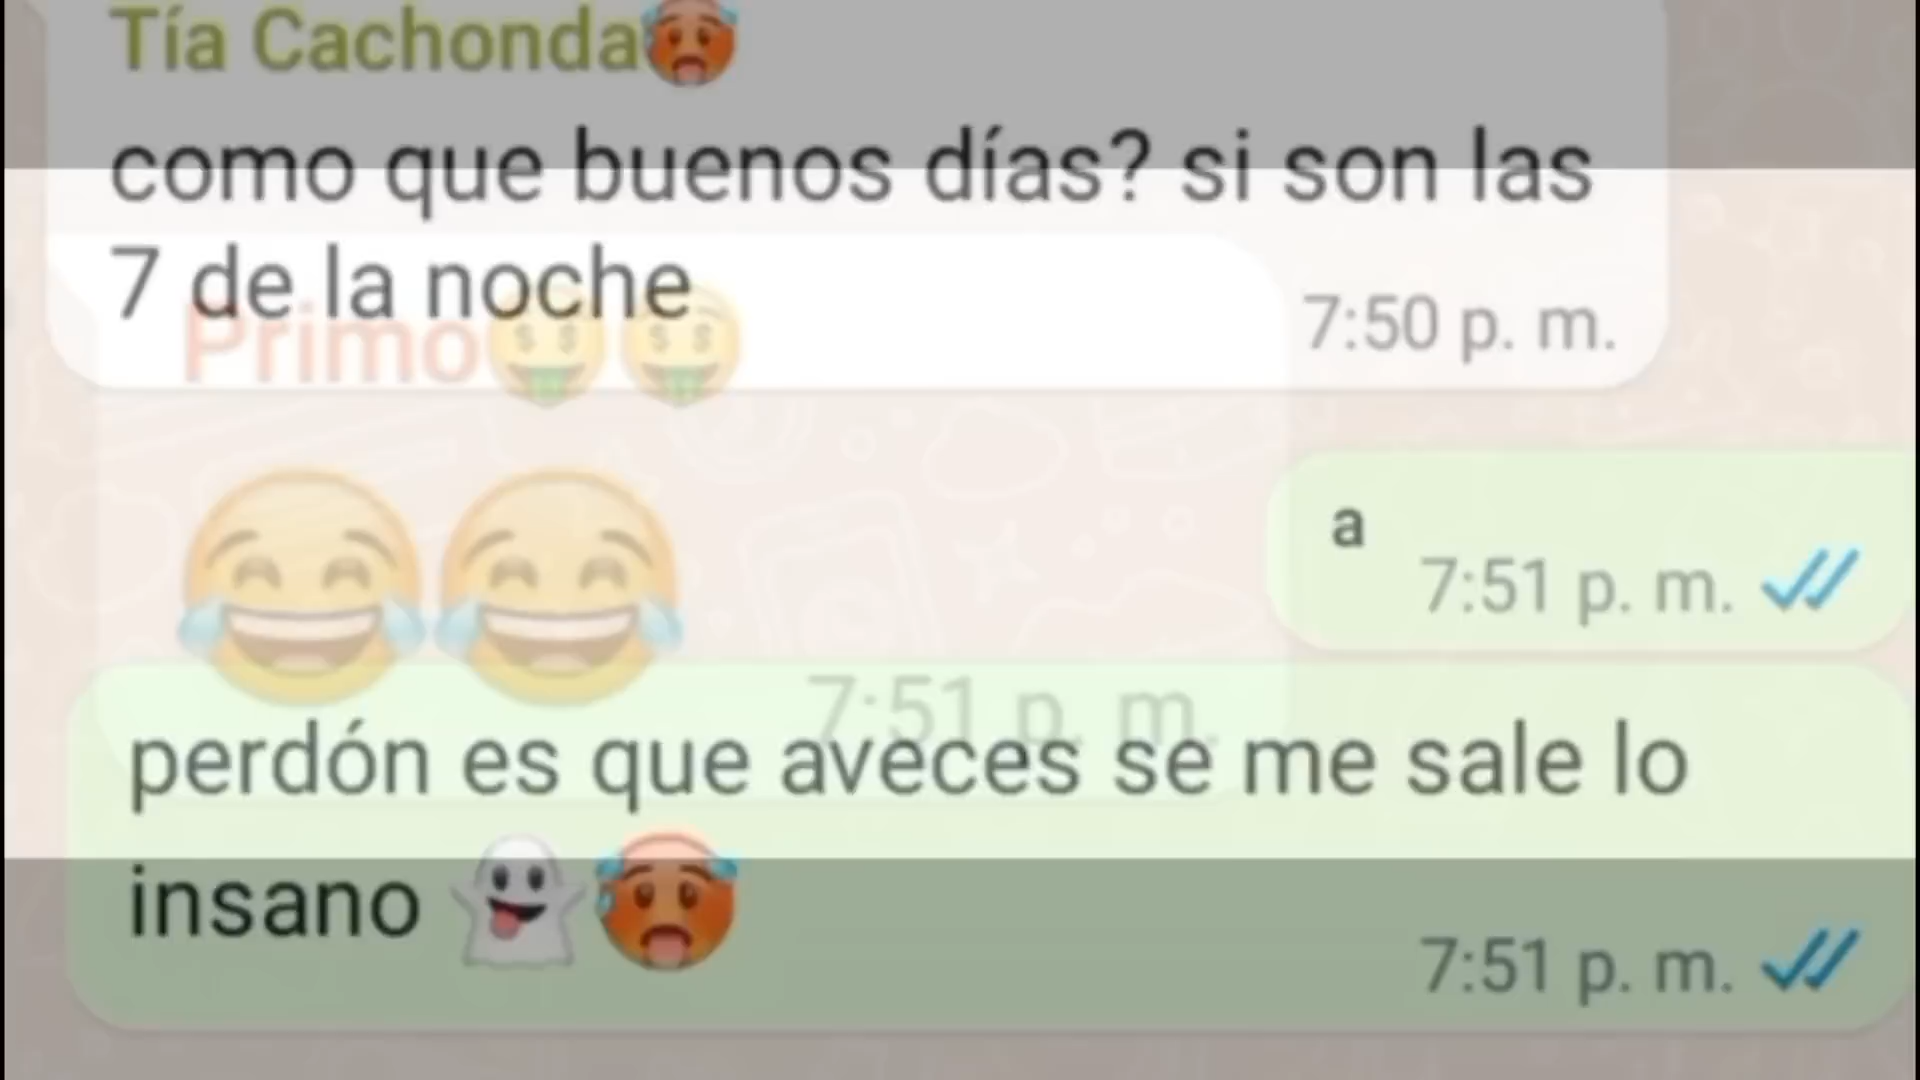 Tía Cachonda🥵
como que buenos días? si son las
7 de la noche
7:50 p. m.
Primo🤑🤑
😂😂
7:51 p. m.
a
7:51 p. m.
perdón es que aveces se me sale lo
insano 👻🥵
7:51 p. m.